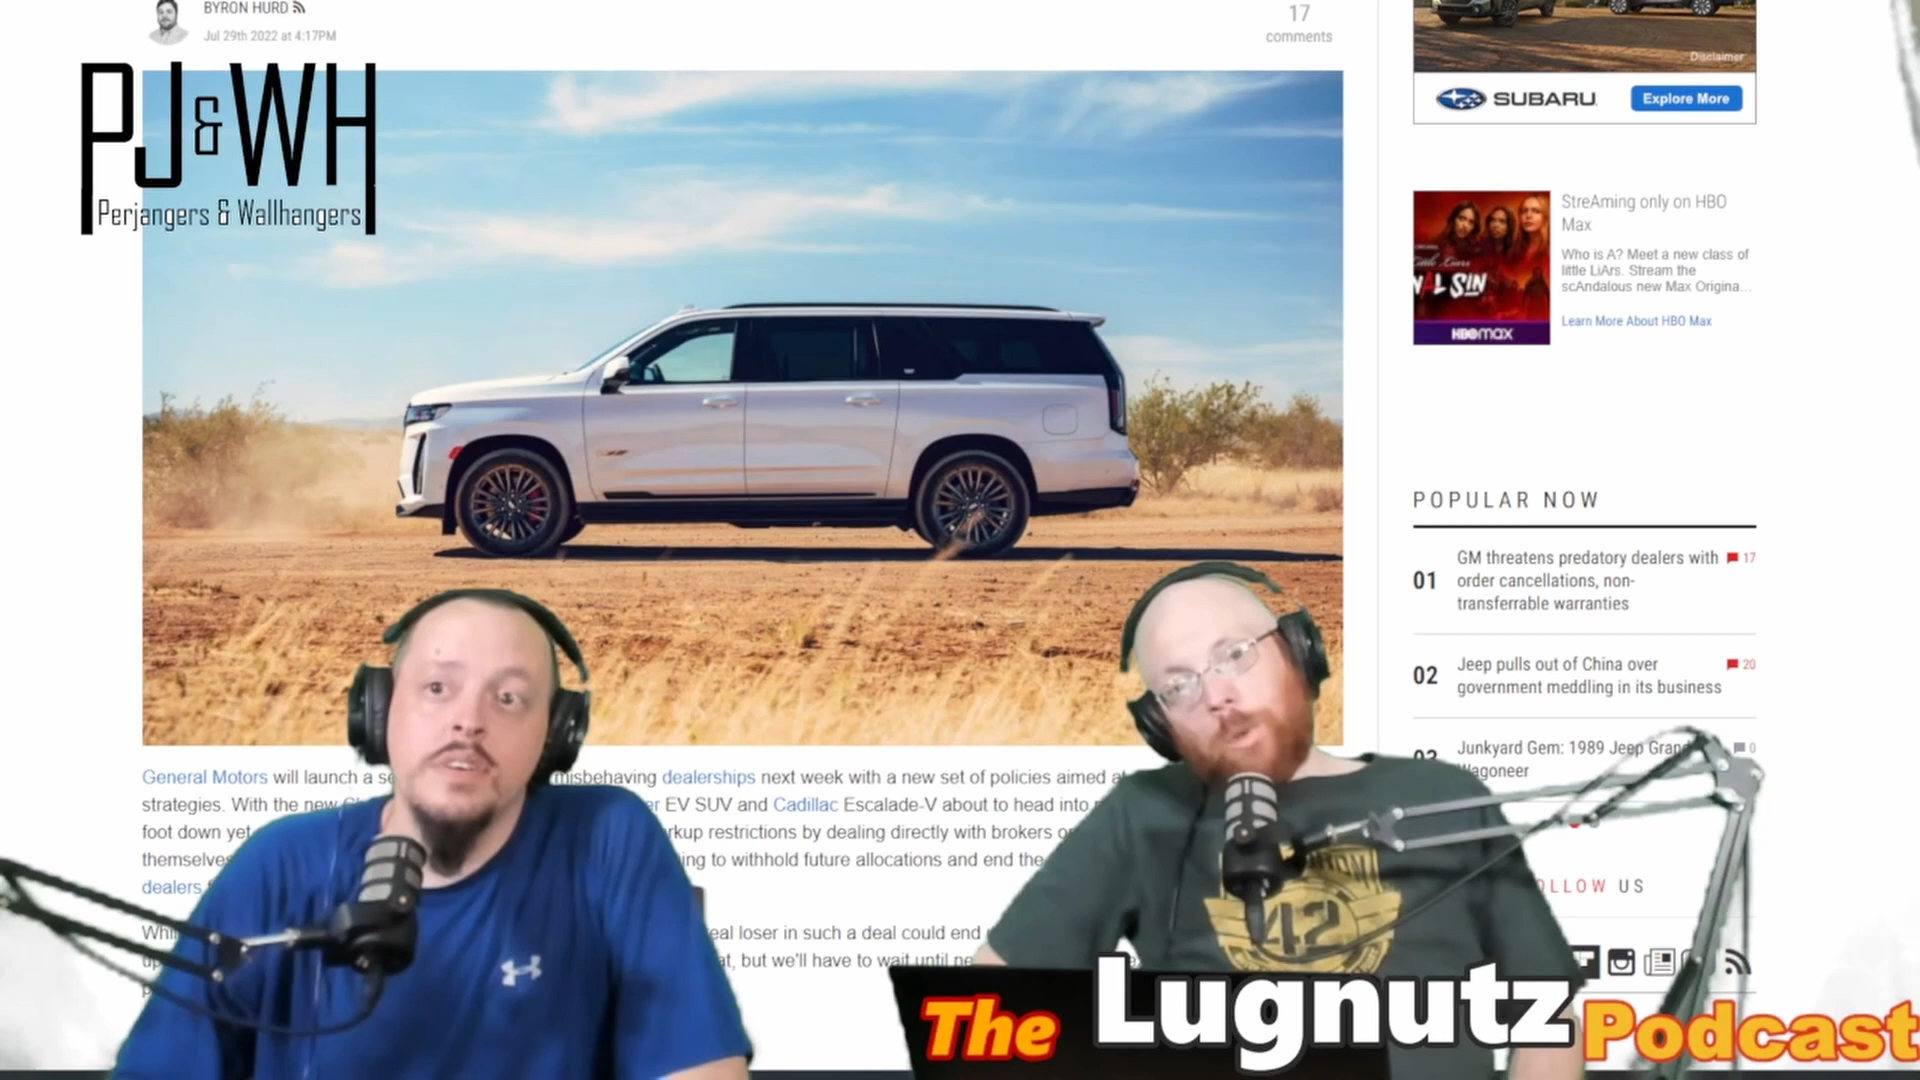 BYRON HURD
Jul 29th 2022 at 4:17PM
17
comments
PJ&WH
Perjangers & Wallhangers
General Motors will launch a
misbehaving dealerships next week with a new set of policies aimed
strategies. With the new
EV SUV and Cadillac Escalade-V about to head into
foot down yet
restrictions by dealing directly with brokers
to withhold future allocations and end the
dealers
loser in such a deal could end
but we'll have to wait until
Disclaimer
SUBARU
Explore More
StreAming only on HBO
Max
Who is A? Meet a new class of
little LiArs. Stream the
scAndalous new Max Origina...
Learn More About HBO Max
SIN
HBOmax
POPULAR NOW
01
GM threatens predatory dealers with
order cancellations, non-
transferrable warranties
17
02
Jeep pulls out of China over
government meddling in its business
20
Junkyard Gem: 1989 Jeep Grand
Wagoneer
0
US
42
The Lugnutz Podcast